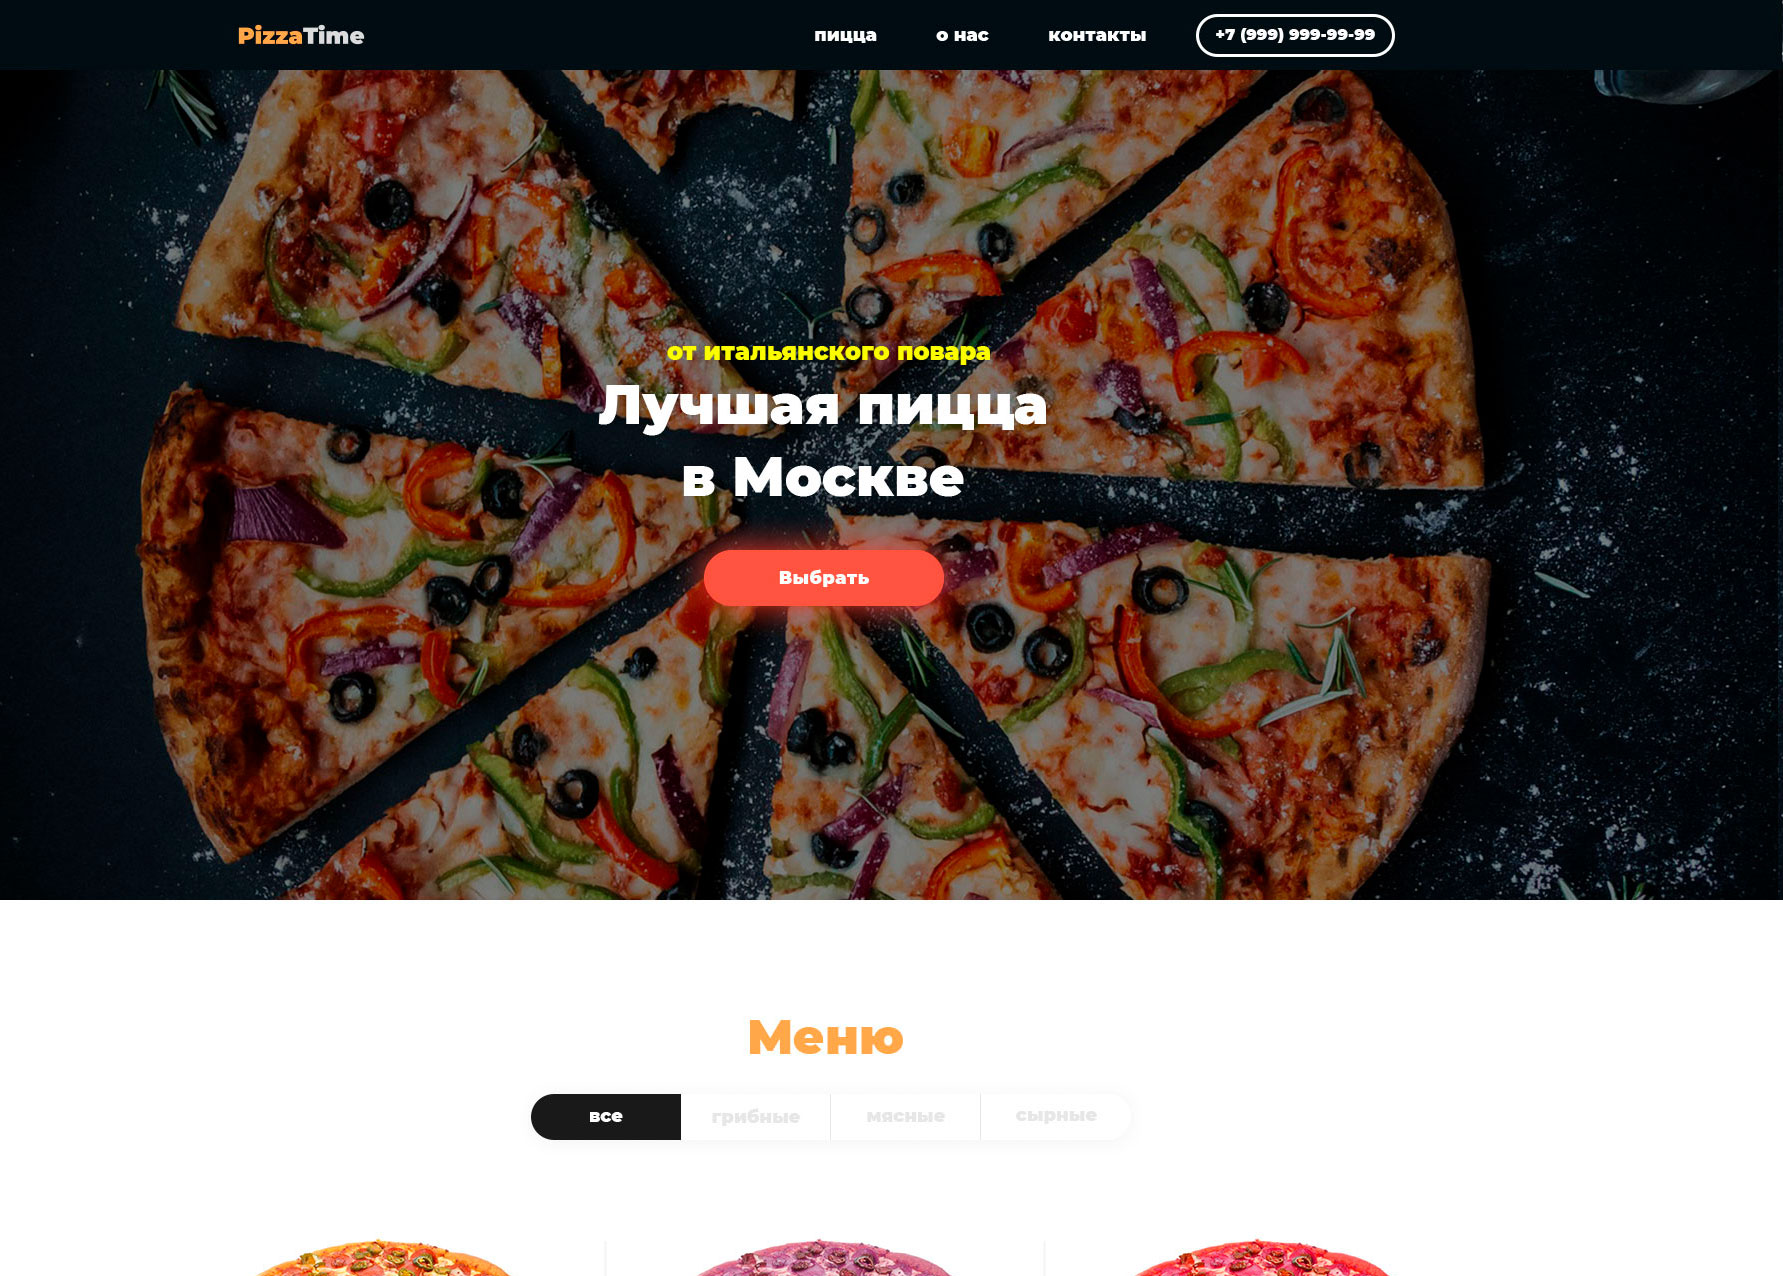 PizzaTime
пицца
о нас
контакты
+7 (999) 999-99-99
от итальянского повара
Лучшая пицца
в Москве
Выбрать
Меню
все
грибные
мясные
сырные